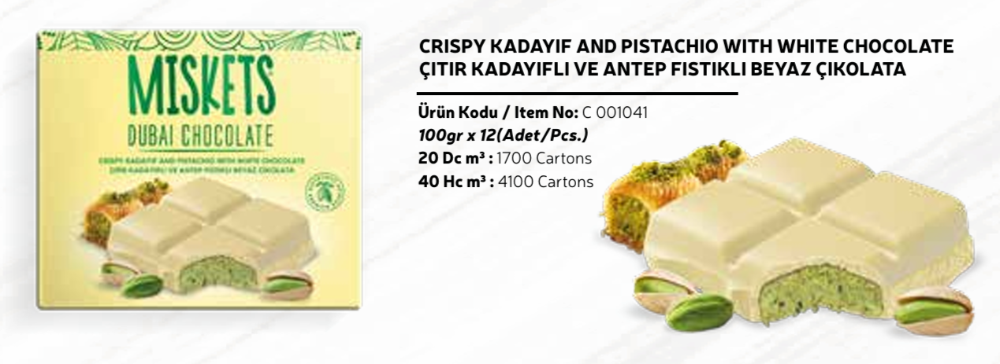 MISKETS
DUBAI CHOCOLATE
CRISPY KADAYIF AND PISTACHIO WITH WHITE CHOCOLATE
ÇITIR KADAYIFLI VE ANTEP FISTIKLI BEYAZ ÇIKOLATA
CRISPY KADAYIF AND PISTACHIO WITH WHITE CHOCOLATE
ÇITIR KADAYIFLI VE ANTEP FISTIKLI BEYAZ ÇIKOLATA
Ürün Kodu / Item No: C 001041
100gr x 12(Adet/Pcs.)
20 Dc m³ : 1700 Cartons
40 Hc m³ : 4100 Cartons